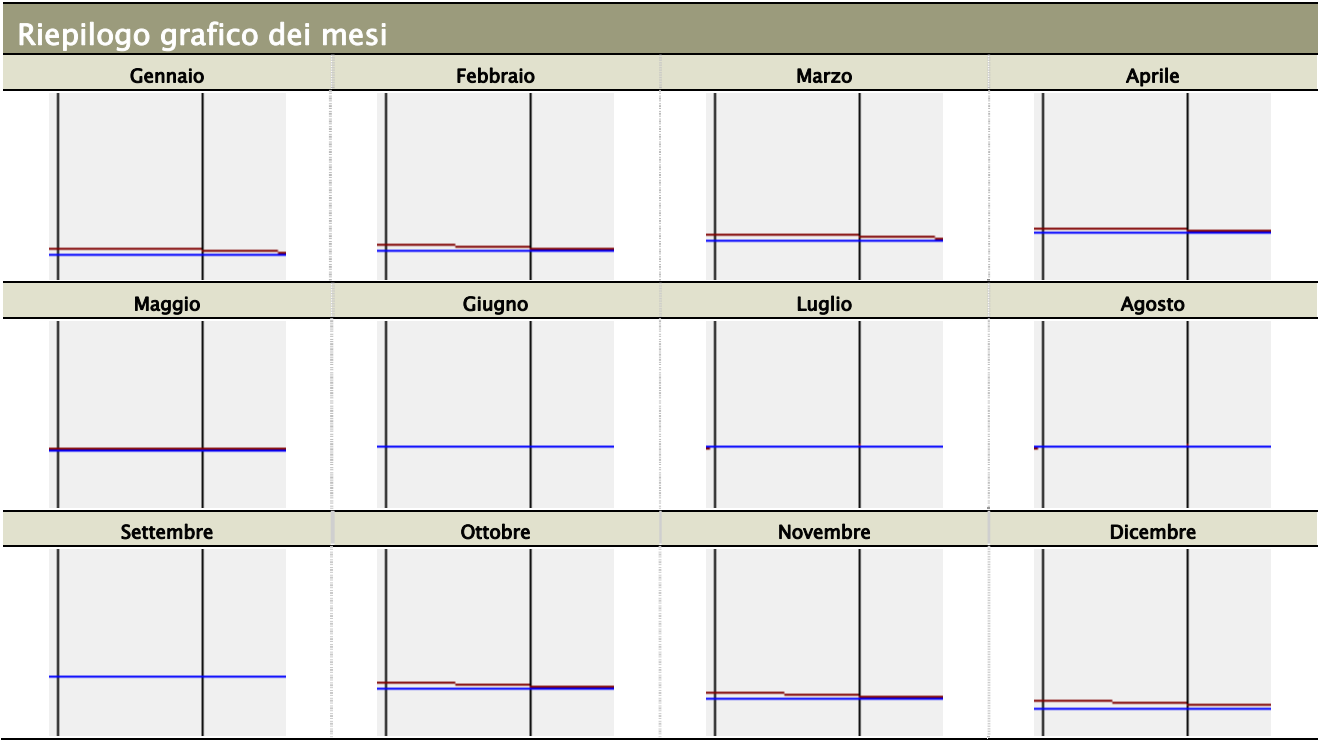 Riepilogo grafico dei mesi
Gennaio Febbraio Marzo Aprile
Maggio Giugno Luglio Agosto
Settembre Ottobre Novembre Dicembre